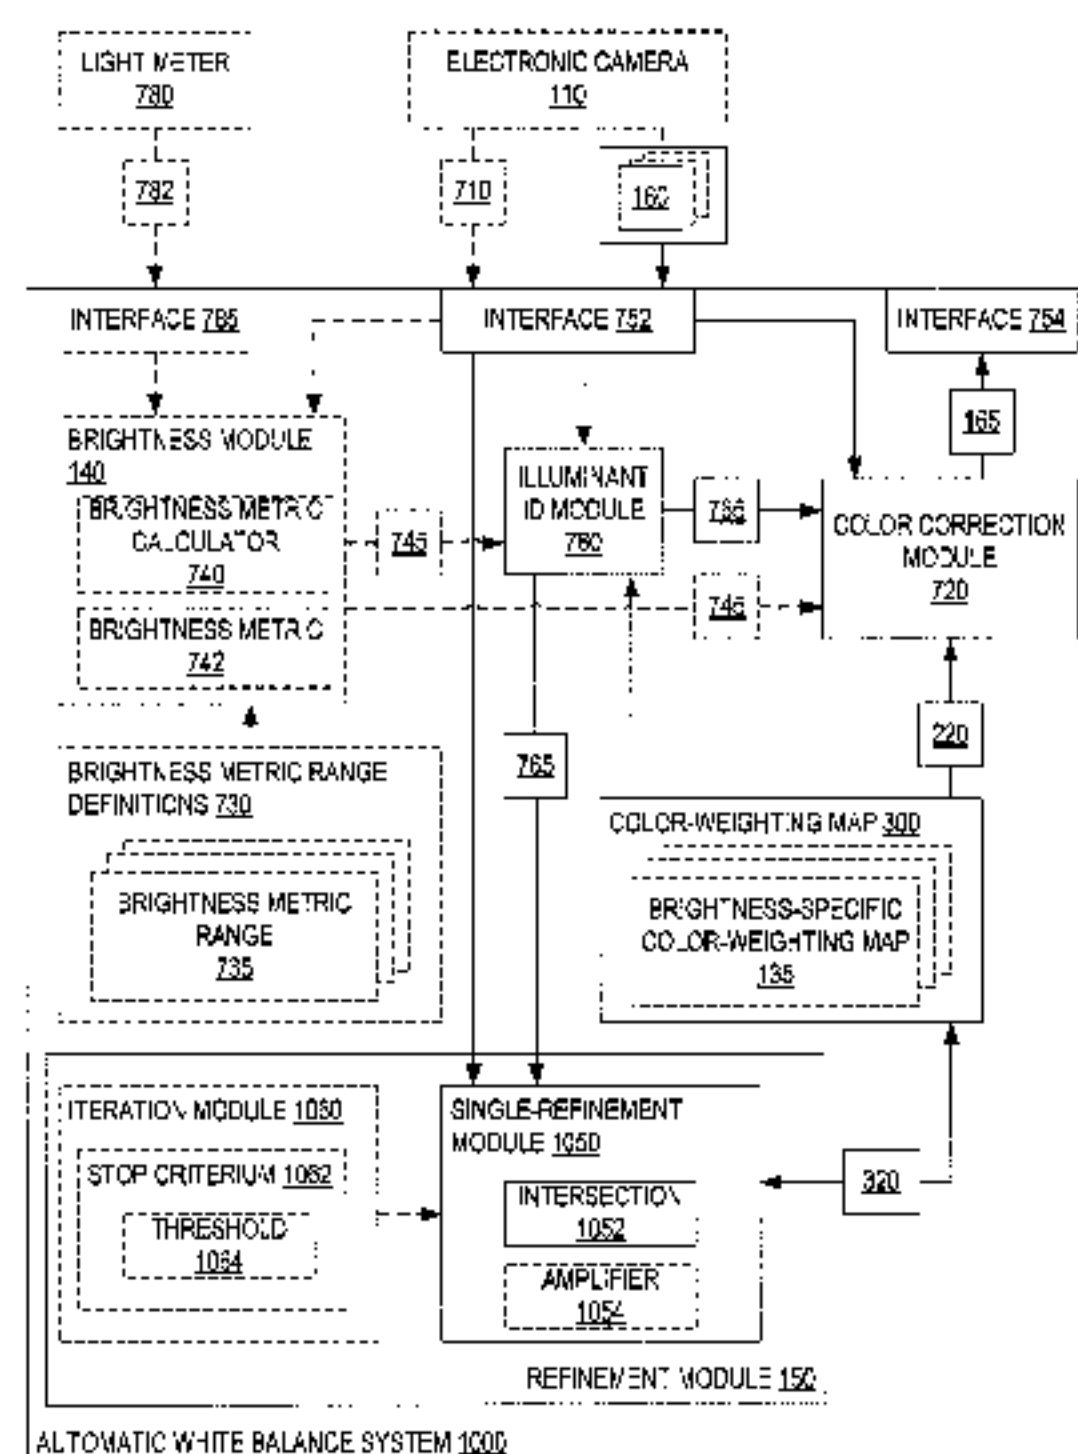 LIGHT METER
780
ELECTRONIC CAMERA
110
782
710
160
INTERFACE 785
INTERFACE 752
INTERFACE 754
165
BRIGHTNESS MODULE
140
BRIGHTNESS METRIC
CALCULATOR
740
BRIGHTNESS METRIC
742
745
ILLUMINANT
ID MODULE
760
765
COLOR CORRECTION
MODULE
720
745
220
765
BRIGHTNESS METRIC RANGE
DEFINITIONS 730
BRIGHTNESS METRIC
RANGE
735
COLOR-WEIGHTING MAP 300
BRIGHTNESS-SPECIFIC
COLOR-WEIGHTING MAP
135
ITERATION MODULE 1060
STOP CRITERIUM 1062
THRESHOLD
1064
SINGLE-REFINEMENT
MODULE 1050
INTERSECTION
1052
AMPLIFIER
1054
320
REFINEMENT MODULE 150
AUTOMATIC WHITE BALANCE SYSTEM 1000